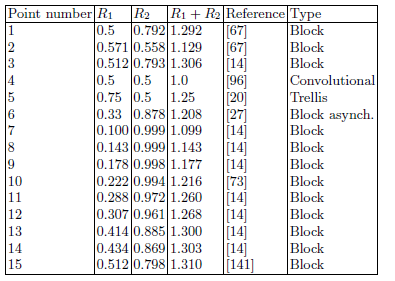 Point number R1 R2 R1 + R2 Reference Type
1 0.5 0.792 1.292 [67] Block
2 0.571 0.558 1.129 [67] Block
3 0.512 0.793 1.306 [14] Block
4 0.5 0.5 1.0 [96] Convolutional
5 0.75 0.5 1.25 [20] Trellis
6 0.33 0.878 1.208 [27] Block asynch.
7 0.100 0.999 1.099 [14] Block
8 0.143 0.999 1.143 [14] Block
9 0.178 0.998 1.177 [14] Block
10 0.222 0.994 1.216 [73] Block
11 0.288 0.972 1.260 [14] Block
12 0.307 0.961 1.268 [14] Block
13 0.414 0.885 1.300 [14] Block
14 0.434 0.869 1.303 [14] Block
15 0.512 0.798 1.310 [141] Block